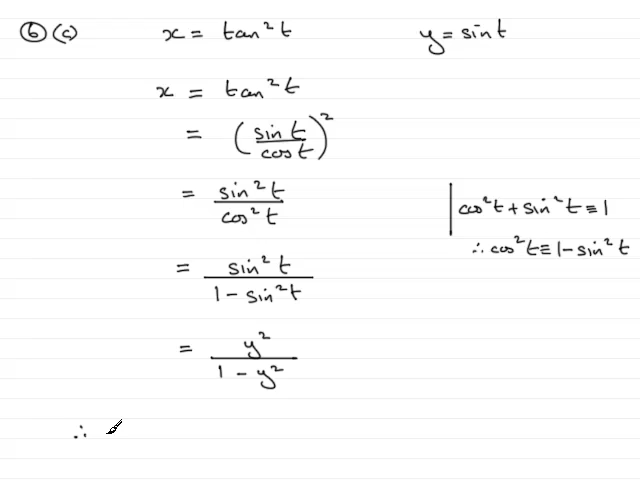 ⑥ (c) x = tan²t y = sin t
x = tan²t
= (sin t / cos t)²
= sin²t / cos²t
cos²t + sin²t ≡ 1
∴ cos²t ≡ 1 − sin²t
= sin²t / 1 − sin²t
= y² / 1 − y²
∴